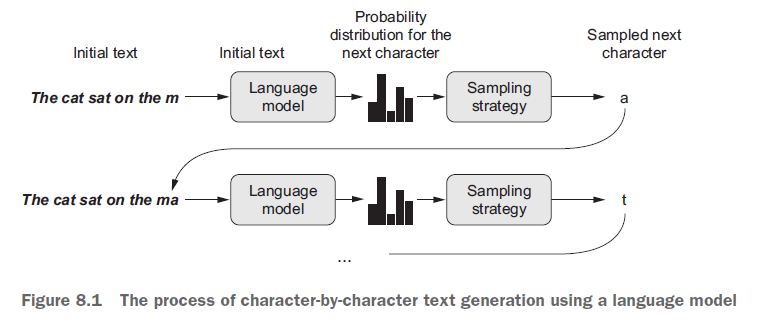 Initial text
Initial text
Probability
distribution for the
next character
Sampled next
character
The cat sat on the m
Language
model
Sampling
strategy
a
The cat sat on the ma
Language
model
Sampling
strategy
t
...
Figure 8.1 The process of character-by-character text generation using a language model